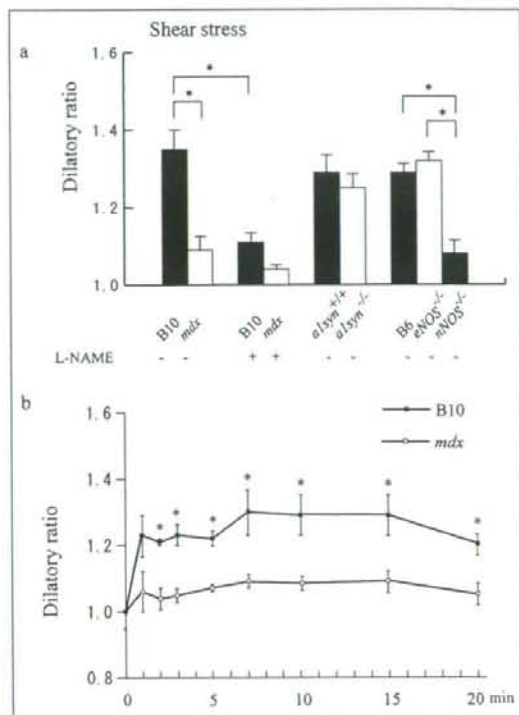 Shear stress
a
Dilatory ratio
1.6
1.4
1.2
1.0
* * * *
B10 mdx B10 mdx a1syn+/+ a1syn-/- B6 eNOS-/- nNOS-/-
L-NAME - - + + - - - - -
b
Dilatory ratio
1.6
1.4
1.2
1.0
0.8
B10
mdx
* * * * * * *
0 5 10 15 20 min